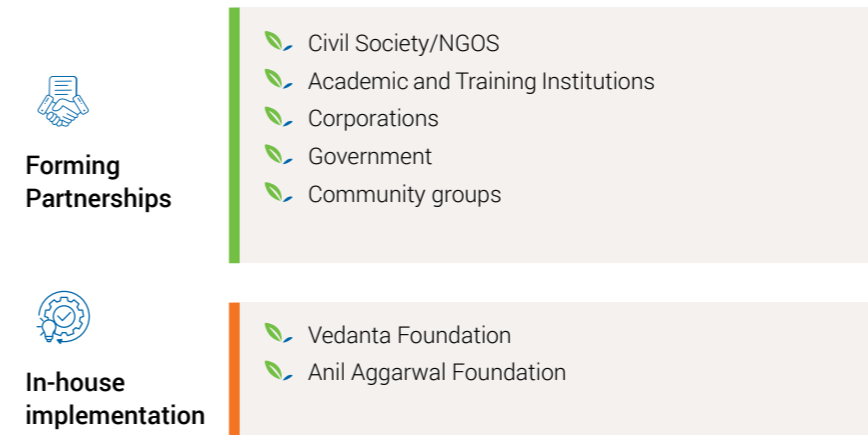 Forming
Partnerships
Civil Society/NGOS
Academic and Training Institutions
Corporations
Government
Community groups
In-house
implementation
Vedanta Foundation
Anil Aggarwal Foundation